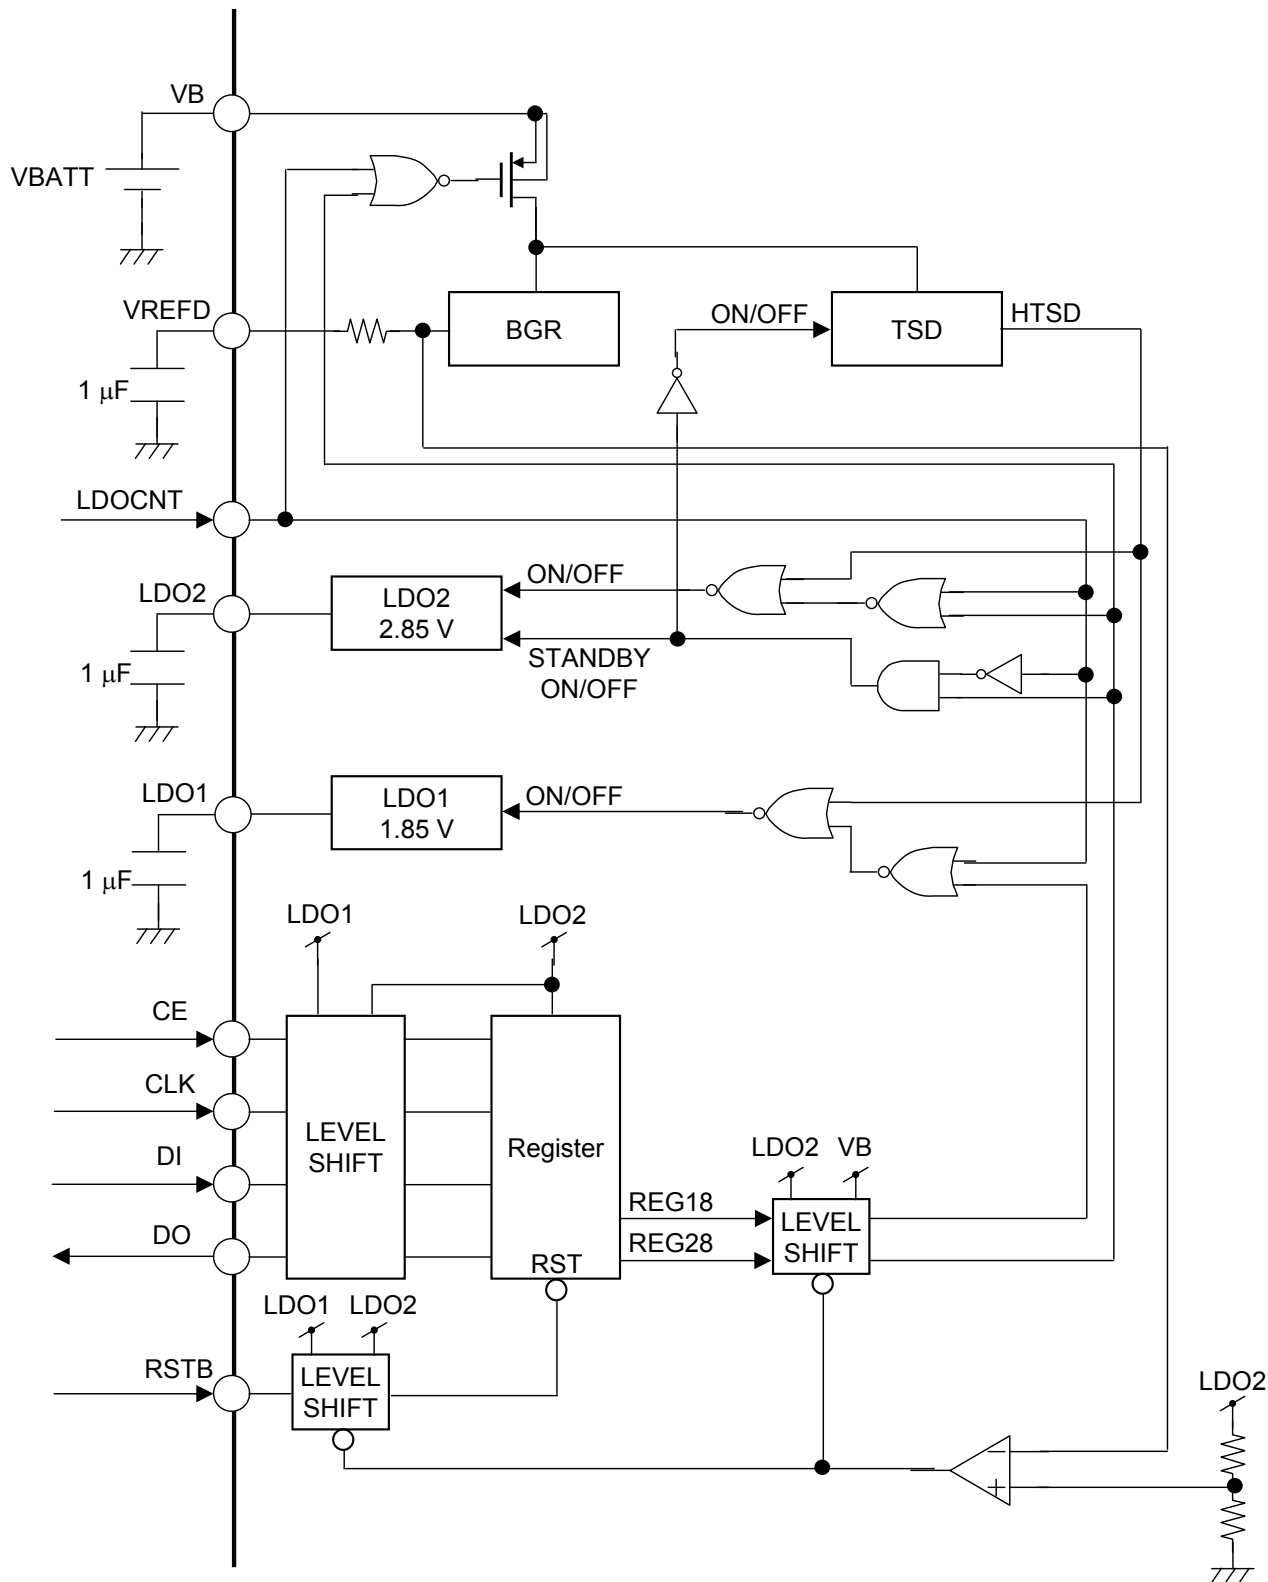 VB
VBATT
VREFD
BGR
ON/OFF
TSD
HTSD
1 μF
LDOCNT
LDO2
LDO2
2.85 V
ON/OFF
STANDBY
ON/OFF
1 μF
LDO1
LDO1
1.85 V
ON/OFF
1 μF
LDO1
LDO2
CE
CLK
DI
DO
LEVEL
SHIFT
Register
RST
REG18
REG28
LDO2
VB
LEVEL
SHIFT
LDO1
LDO2
RSTB
LEVEL
SHIFT
LDO2
−
+